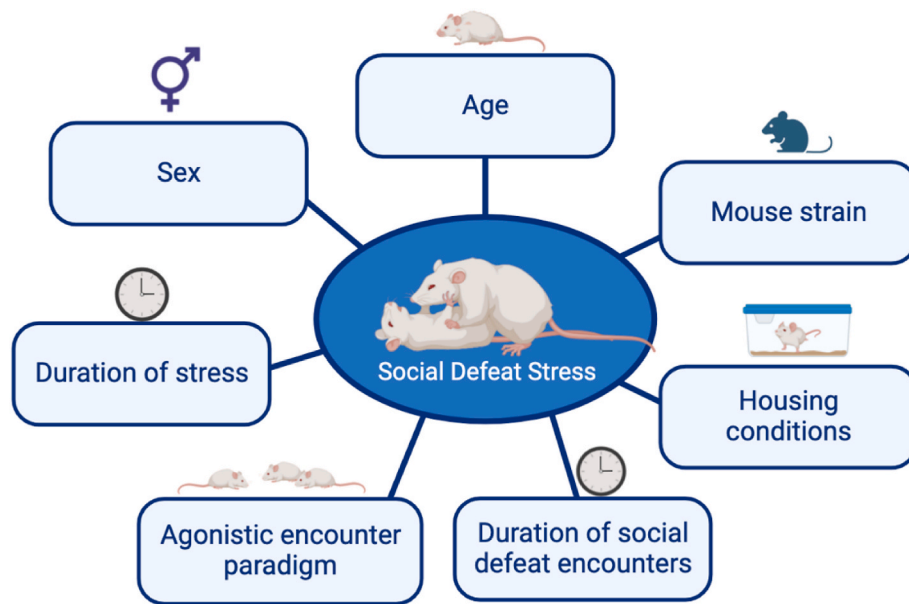 Age
Sex
Mouse strain
Duration of stress
Social Defeat Stress
Housing
conditions
Agonistic encounter
paradigm
Duration of social
defeat encounters